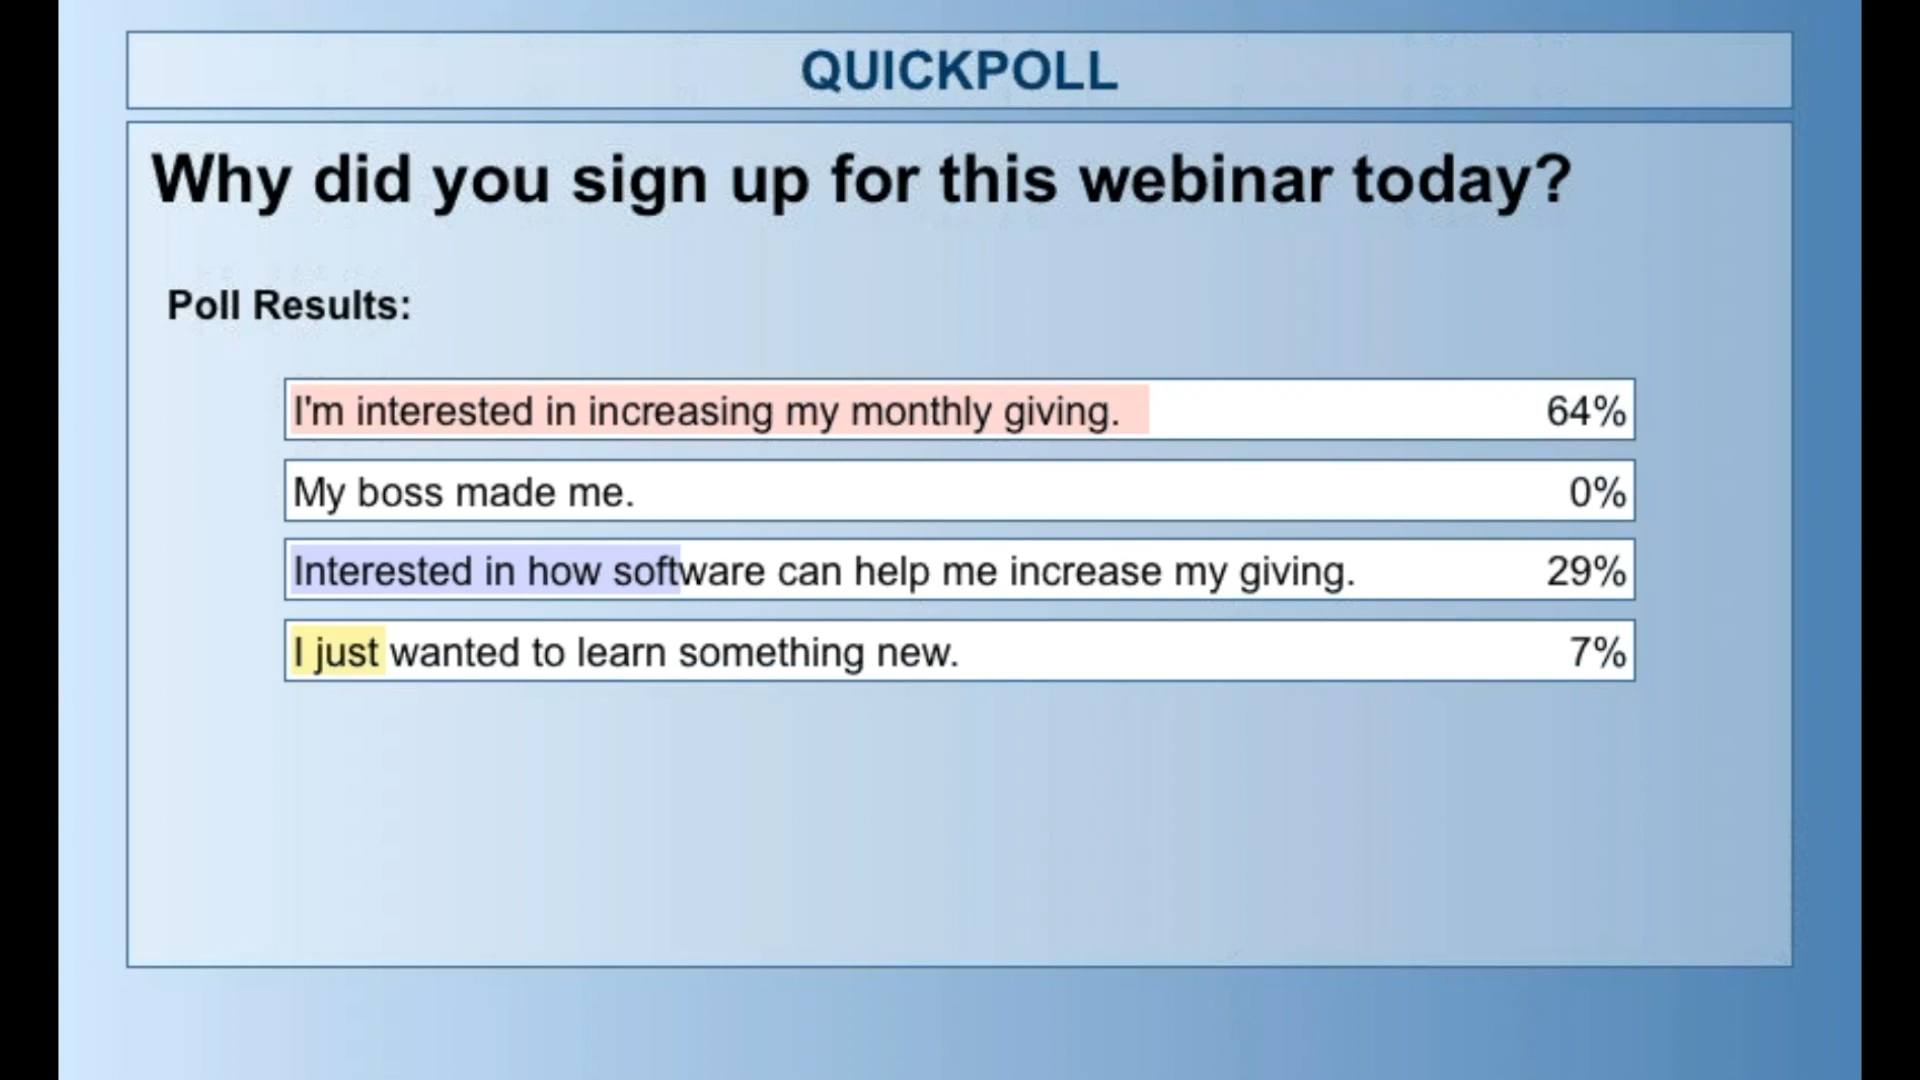 QUICKPOLL
Why did you sign up for this webinar today?
Poll Results:
I'm interested in increasing my monthly giving. 64%
My boss made me. 0%
Interested in how software can help me increase my giving. 29%
I just wanted to learn something new. 7%